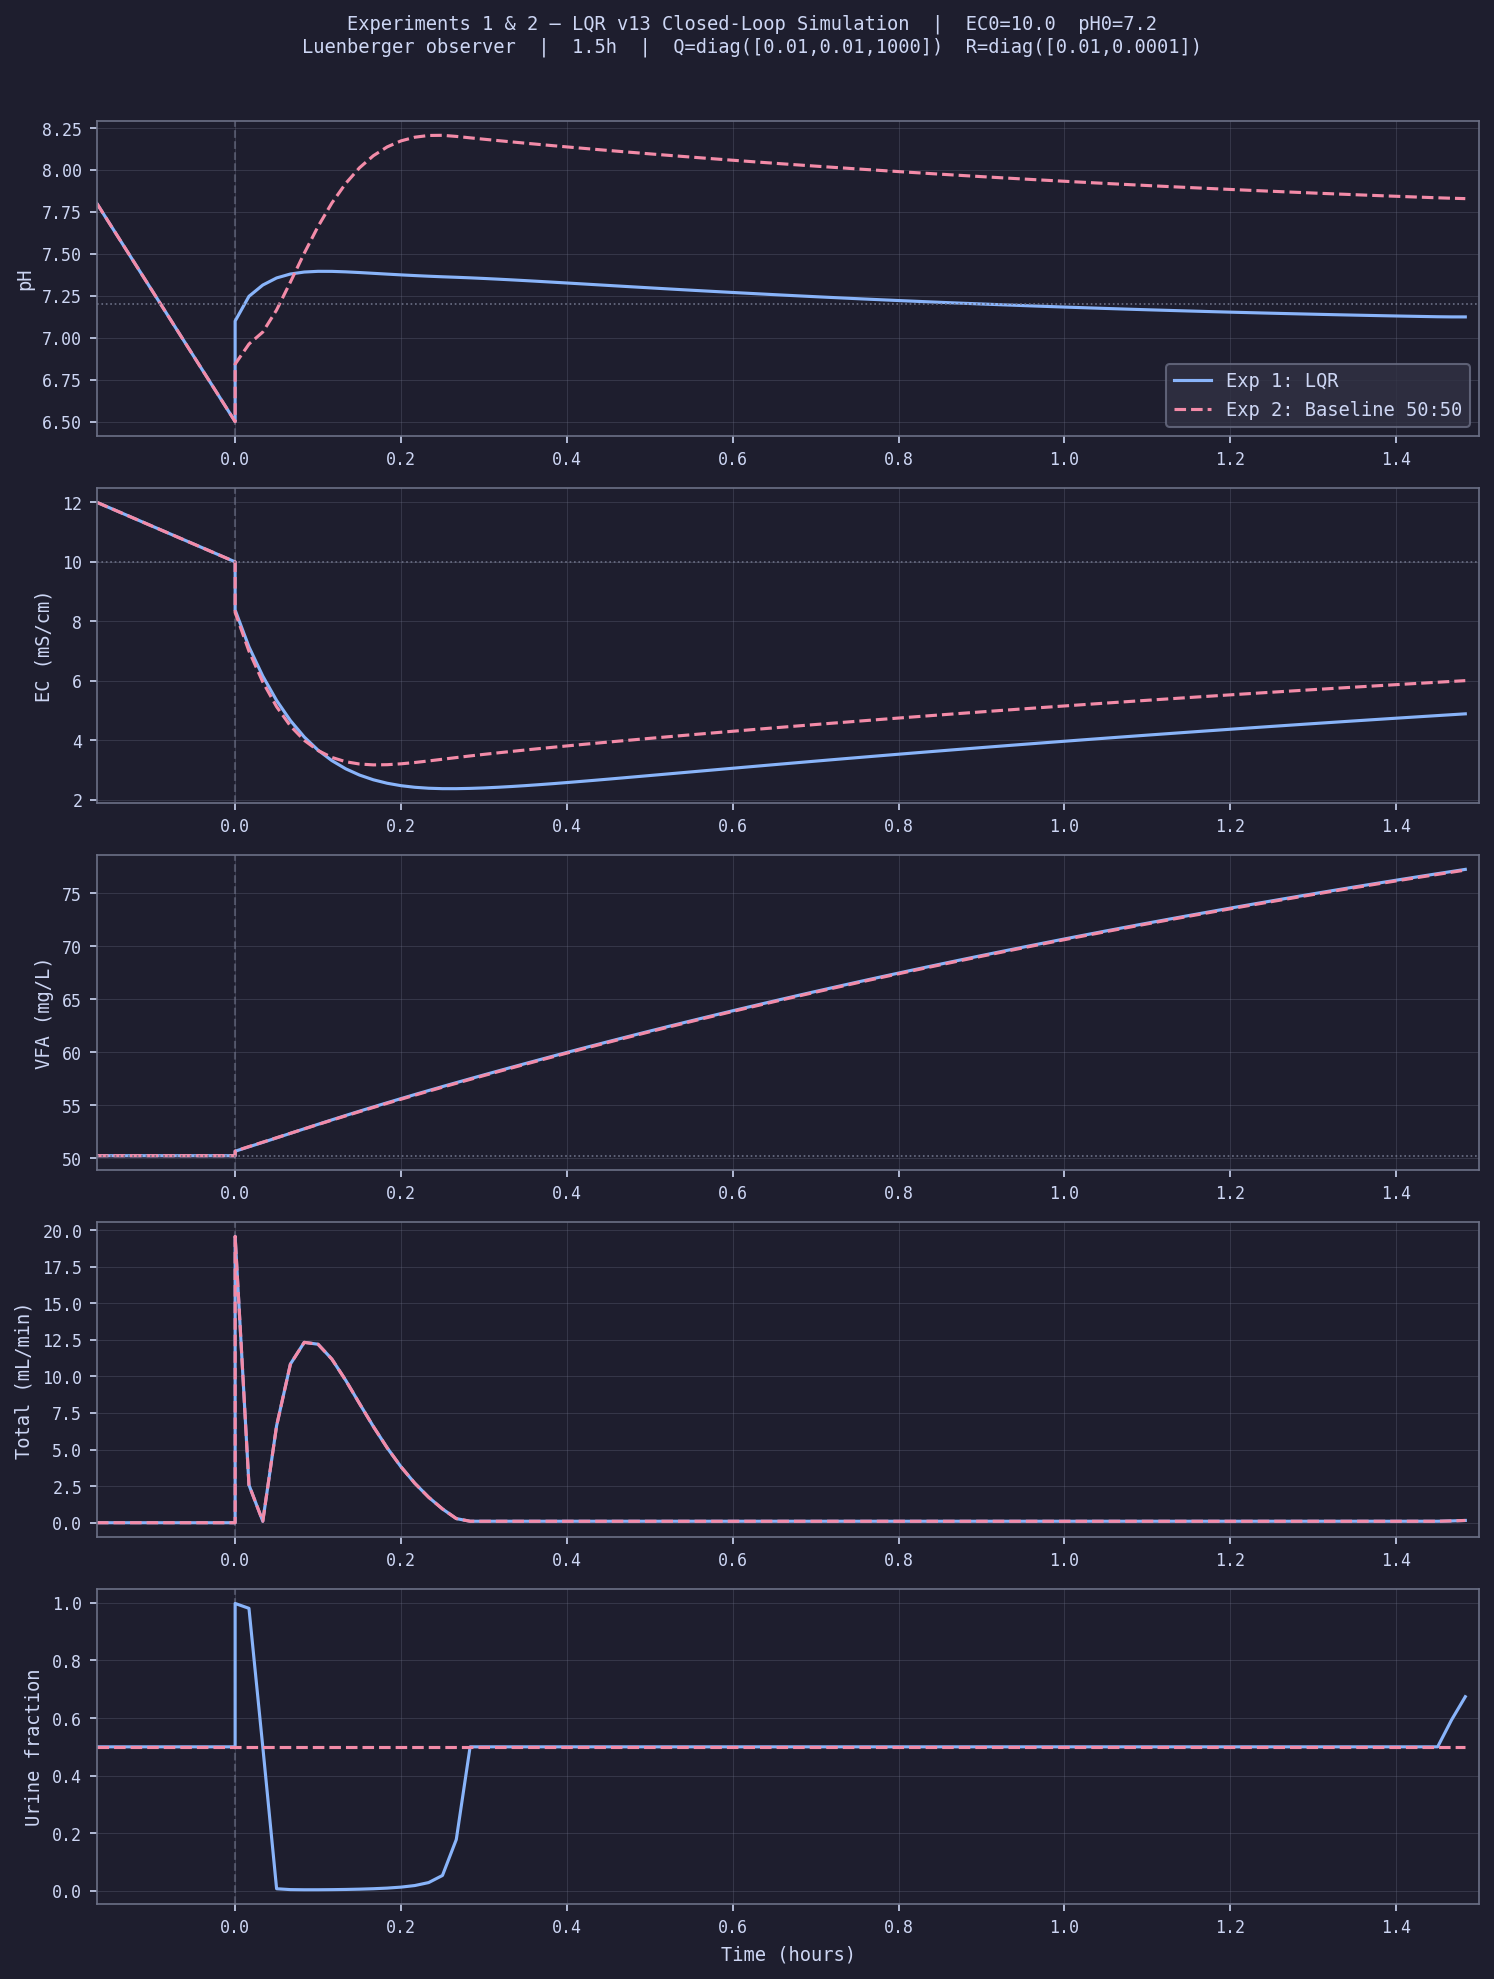 Experiments 1 & 2 — LQR v13 Closed-Loop Simulation  |  EC0=10.0  pH0=7.2
Luenberger observer  |  1.5h  |  Q=diag([0.01,0.01,1000])  R=diag([0.01,0.0001])
pH
8.25
8.00
7.75
7.50
7.25
7.00
6.75
6.50
Exp 1: LQR
Exp 2: Baseline 50:50
0.0 0.2 0.4 0.6 0.8 1.0 1.2 1.4
EC (mS/cm)
12
10
8
6
4
2
0.0 0.2 0.4 0.6 0.8 1.0 1.2 1.4
VFA (mg/L)
75
70
65
60
55
50
0.0 0.2 0.4 0.6 0.8 1.0 1.2 1.4
Total (mL/min)
20.0
17.5
15.0
12.5
10.0
7.5
5.0
2.5
0.0
0.0 0.2 0.4 0.6 0.8 1.0 1.2 1.4
Urine fraction
1.0
0.8
0.6
0.4
0.2
0.0
0.0 0.2 0.4 0.6 0.8 1.0 1.2 1.4
Time (hours)